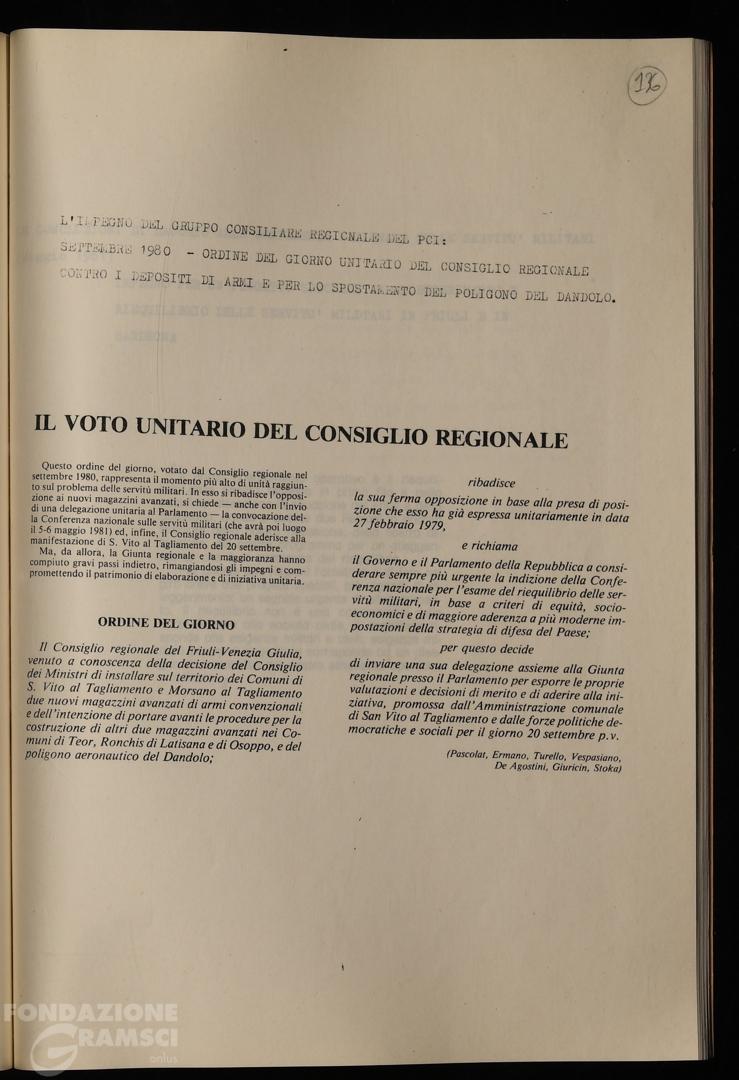 136
L'IMPEGNO DEL GRUPPO CONSILIARE REGIONALE DEL PCI:
SETTEMBRE 1980 - ORDINE DEL GIORNO UNITARIO DEL CONSIGLIO REGIONALE
CONTRO I DEPOSITI DI ARMI E PER LO SPOSTAMENTO DEL POLIGONO DEL DANDOLO.
IL VOTO UNITARIO DEL CONSIGLIO REGIONALE
Questo ordine del giorno, votato dal Consiglio regionale nel
settembre 1980, rappresenta il momento più alto di unità raggiun-
to sul problema delle servitù militari. In esso si ribadisce l'opposi-
zione ai nuovi magazzini avanzati, si chiede — anche con l'invio
di una delegazione unitaria al Parlamento — la convocazione del-
la Conferenza nazionale sulle servitù militari (che avrà poi luogo
il 5-6 maggio 1981) ed, infine, il Consiglio regionale aderisce alla
manifestazione di S. Vito al Tagliamento del 20 settembre.
Ma, da allora, la Giunta regionale e la maggioranza hanno
compiuto gravi passi indietro, rimangiandosi gli impegni e com-
promettendo il patrimonio di elaborazione e di iniziativa unitaria.
ORDINE DEL GIORNO
Il Consiglio regionale del Friuli-Venezia Giulia,
venuto a conoscenza della decisione del Consiglio
dei Ministri di installare sul territorio dei Comuni di
S. Vito al Tagliamento e Morsano al Tagliamento
due nuovi magazzini avanzati di armi convenzionali
e dell'intenzione di portare avanti le procedure per la
costruzione di altri due magazzini avanzati nei Co-
muni di Teor, Ronchis di Latisana e di Osoppo, e del
poligono aeronautico del Dandolo;
ribadisce
la sua ferma opposizione in base alla presa di posi-
zione che esso ha già espressa unitariamente in data
27 febbraio 1979,
e richiama
il Governo e il Parlamento della Repubblica a consi-
derare sempre più urgente la indizione della Confe-
renza nazionale per l'esame del riequilibrio delle ser-
vitù militari, in base a criteri di equità, socio-
economici e di maggiore aderenza a più moderne im-
postazioni della strategia di difesa del Paese;
per questo decide
di inviare una sua delegazione assieme alla Giunta
regionale presso il Parlamento per esporre le proprie
valutazioni e decisioni di merito e di aderire alla ini-
ziativa, promossa dall'Amministrazione comunale
di San Vito al Tagliamento e dalle forze politiche de-
mocratiche e sociali per il giorno 20 settembre p.v.
(Pascolat, Ermano, Turello, Vespasiano,
De Agostini, Giuricin, Stoka)
FONDAZIONE
GRAMSCI
onlus